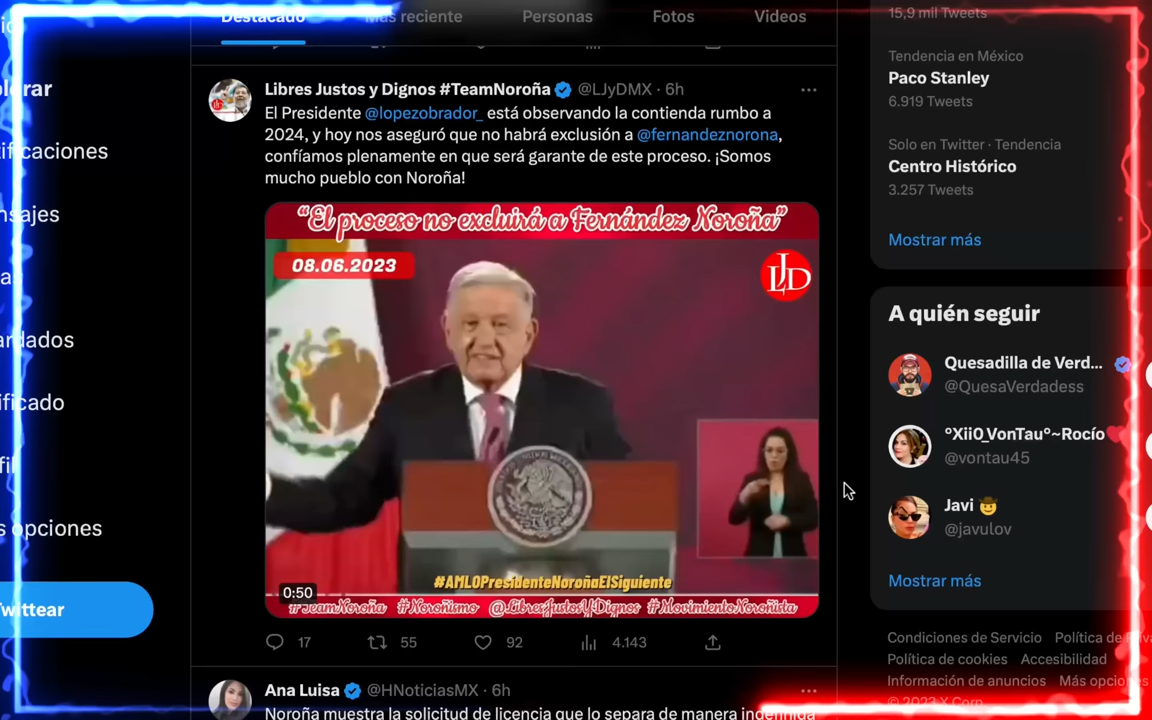 Destacado
Más reciente
Personas
Fotos
Videos
Libres Justos y Dignos #TeamNoroña @LJyDMX · 6h
El Presidente @lopezobrador_ está observando la contienda rumbo a
2024, y hoy nos aseguró que no habrá exclusión a @fernandeznorona,
confíamos plenamente en que será garante de este proceso. ¡Somos
mucho pueblo con Noroña!
"El proceso no excluirá a Fernández Noroña"
08.06.2023
LJD
#AMLOPresidenteNoroñaElSiguiente
0:50
#TeamNoroña #Noroñismo @LibresJustosYDignos #MovimientoNoroñista
17
55
92
4.143
Ana Luisa @HNoticiasMX · 6h
Noroña muestra la solicitud de licencia que lo separa de manera indefinida
orar
ificaciones
nsajes
ardados
ificado
fil
s opciones
Twittear
15,9 mil Tweets
Tendencia en México
Paco Stanley
6.919 Tweets
Solo en Twitter · Tendencia
Centro Histórico
3.257 Tweets
Mostrar más
A quién seguir
Quesadilla de Verd...
@QuesaVerdadess
°Xii0_VonTau°~Rocío
@vontau45
Javi
@javulov
Mostrar más
Condiciones de Servicio Política de Priva
Política de cookies Accesibilidad
Información de anuncios Más opciones
© 2023 X Corp.